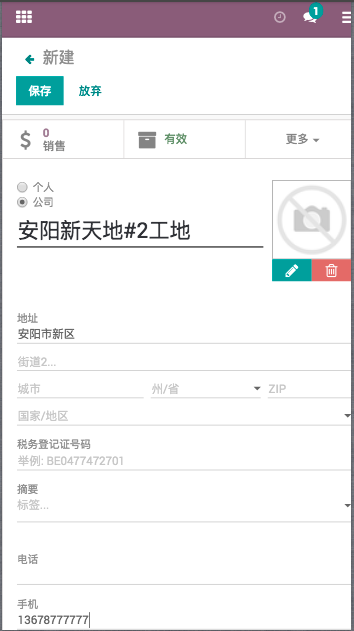 1
新建
保存 放弃
0
销售
有效
更多
个人
公司
安阳新天地#2工地
地址
安阳市新区
街道2...
城市 州/省 ZIP
国家/地区
税务登记证号码
举例: BE0477472701
摘要
标签...
电话
手机
13678777777